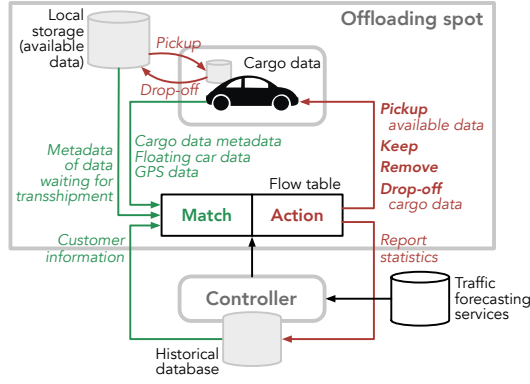 Offloading spot
Local
storage
(available
data)
Pickup
Drop-off
Cargo data
Cargo data metadata
Floating car data
GPS data
Metadata
of data
waiting for
transshipment
Pickup
available data
Keep
Remove
Drop-off
cargo data
Flow table
Match
Action
Customer
information
Report
statistics
Controller
Traffic
forecasting
services
Historical
database